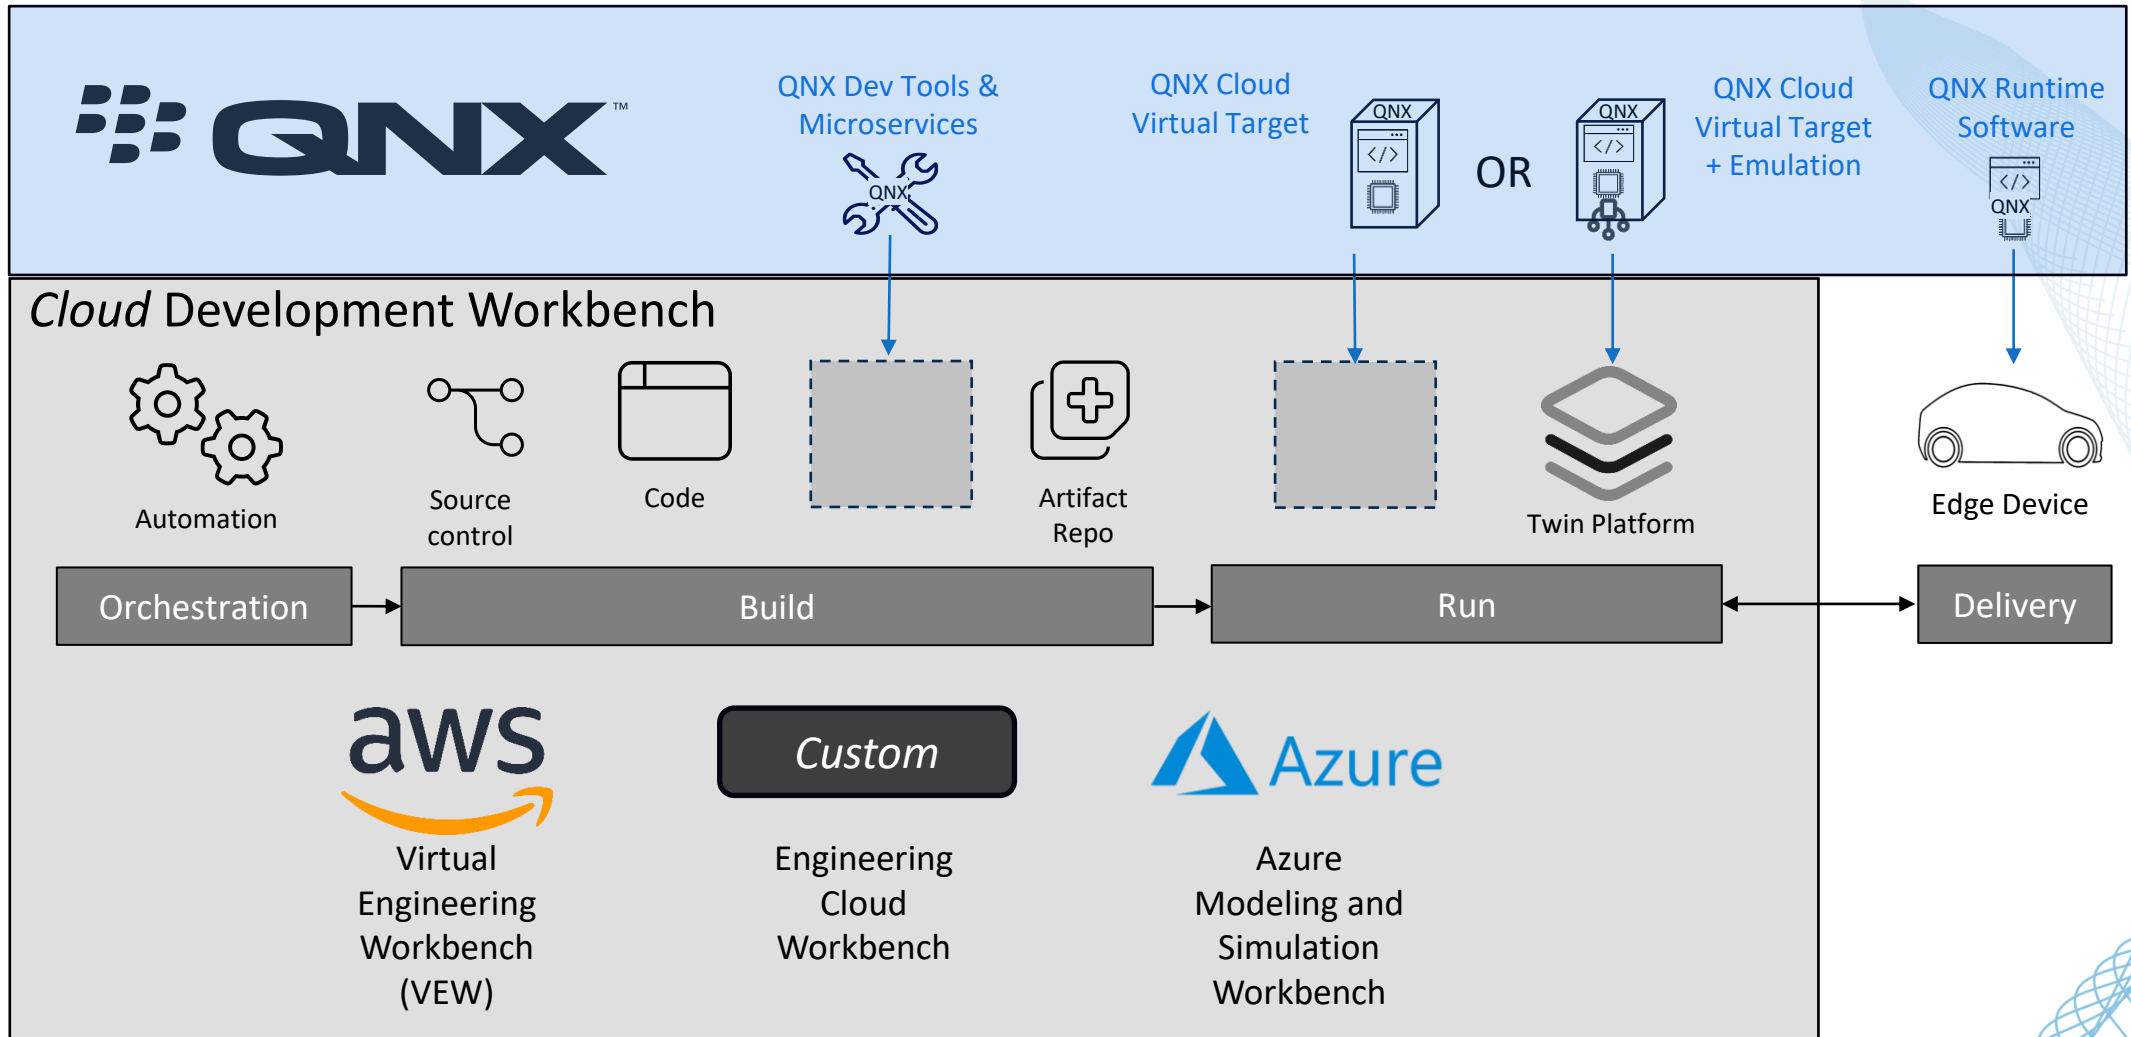 QNX™
QNX Dev Tools &
Microservices
QNX
QNX Cloud
Virtual Target
QNX
</>
OR
QNX
</>
QNX Cloud
Virtual Target
+ Emulation
QNX Runtime
Software
</>
QNX
Cloud Development Workbench
Automation
Source
control
Code
Artifact
Repo
Twin Platform
Edge Device
Orchestration
Build
Run
Delivery
aws
Virtual
Engineering
Workbench
(VEW)
Custom
Engineering
Cloud
Workbench
Azure
Azure
Modeling and
Simulation
Workbench